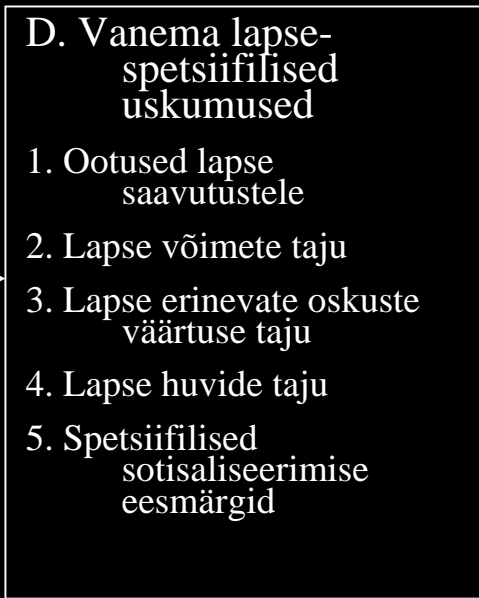 D. Vanema lapse-
spetsiifilised
uskumused
1. Ootused lapse
saavutustele
2. Lapse võimete taju
3. Lapse erinevate oskuste
väärtuse taju
4. Lapse huvide taju
5. Spetsiifilised
sotisaliseerimise
eesmärgid